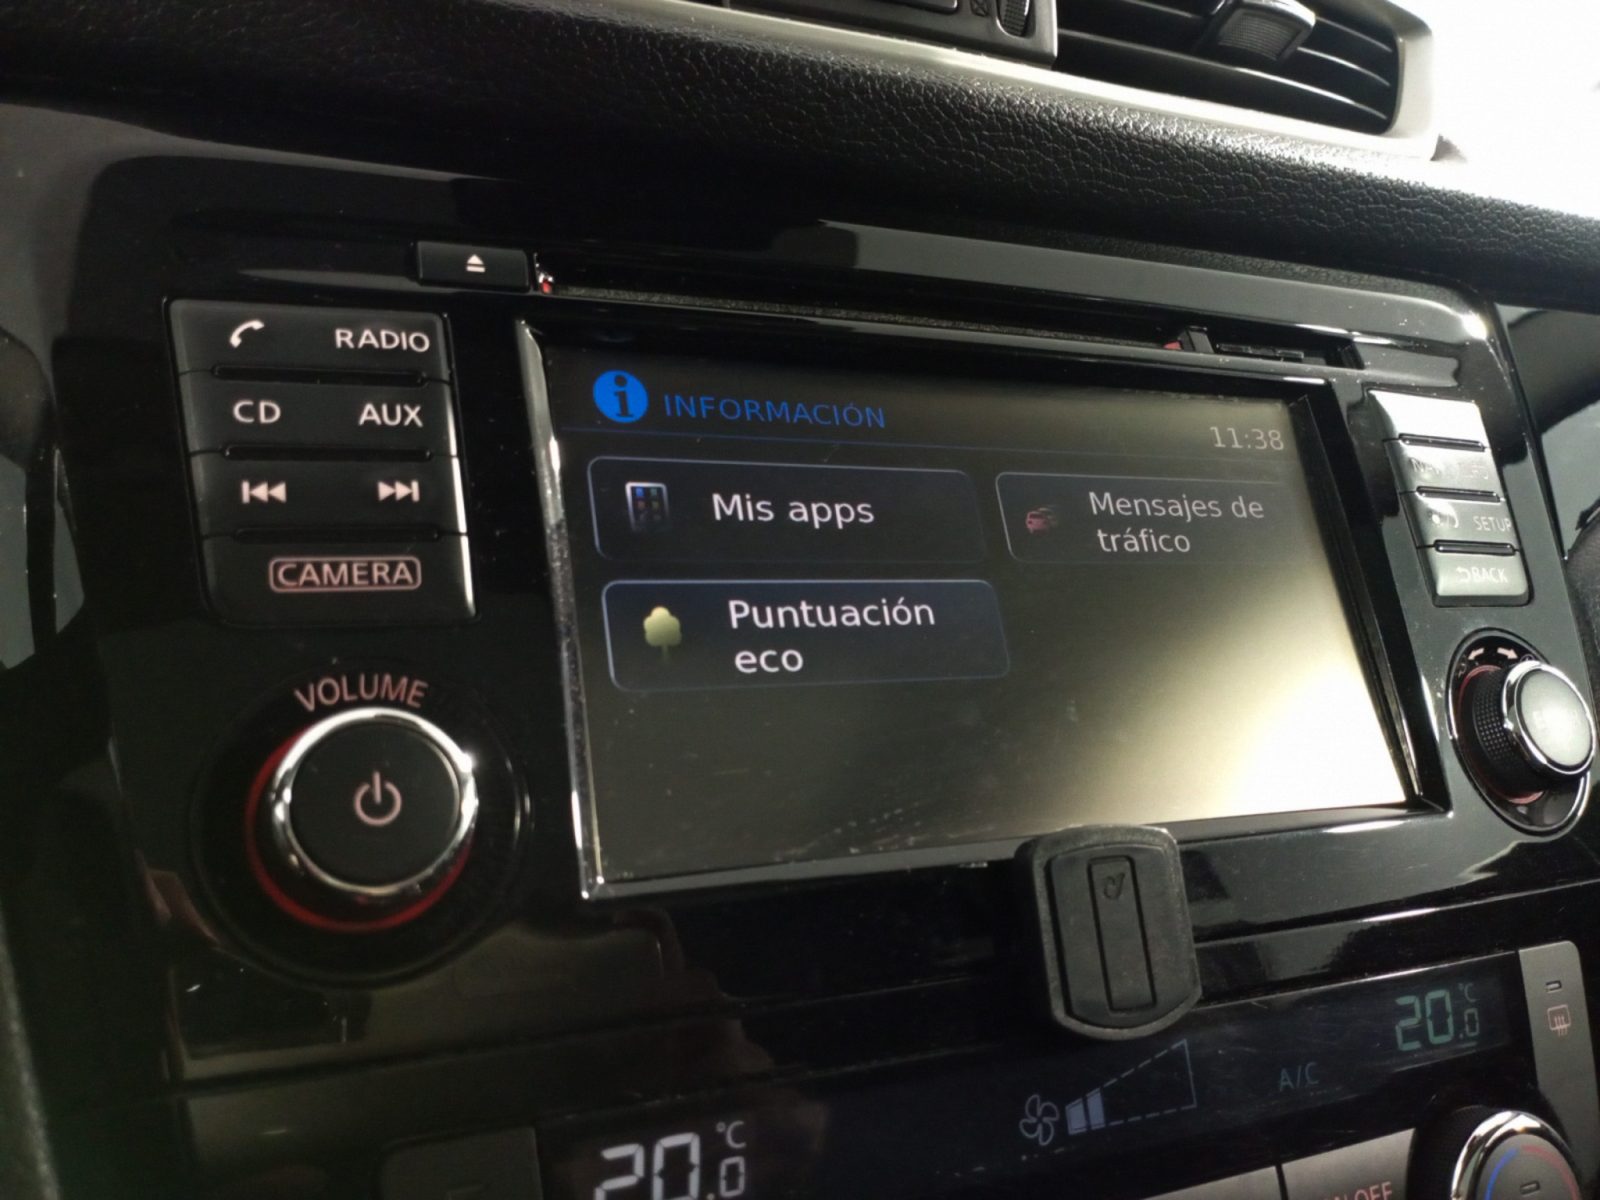 RADIO
CD AUX
CAMERA
VOLUME
INFORMACIÓN
11:38
Mis apps
Mensajes de
tráfico
Puntuación
eco
SETUP
BACK
20.0 °C
A/C
20.0 °C